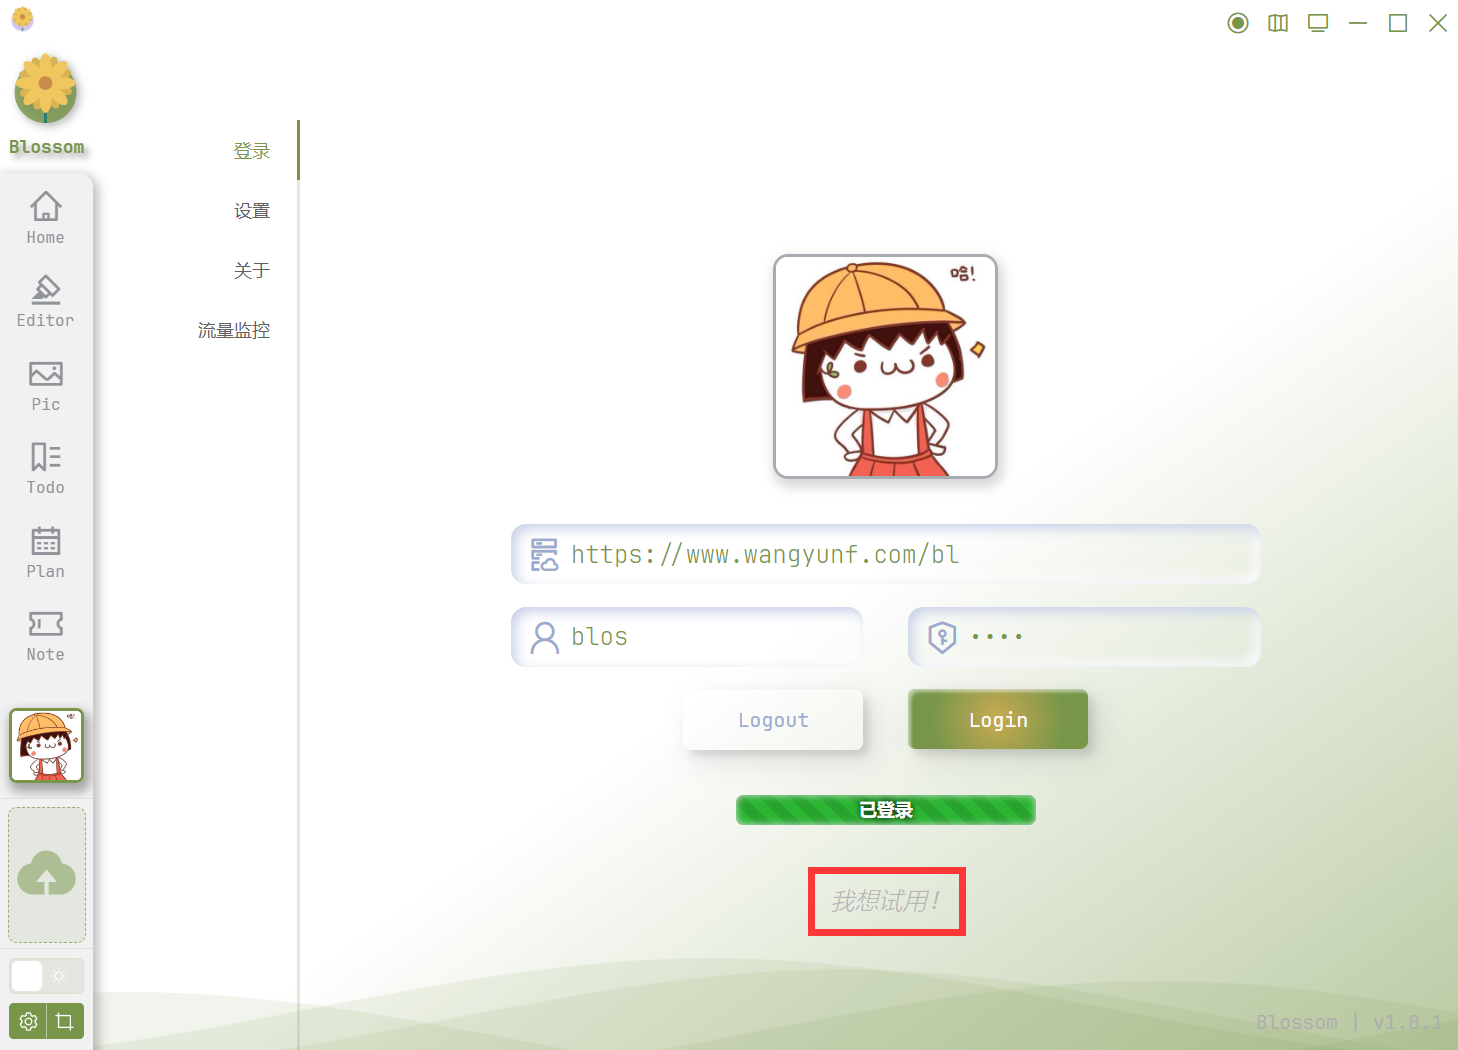 Blossom
Home
Editor
Pic
Todo
Plan
Note
登录
设置
关于
流量监控
哈!
https://www.wangyunf.com/bl
blos
••••
Logout
Login
已登录
我想试用!
Blossom | v1.8.1